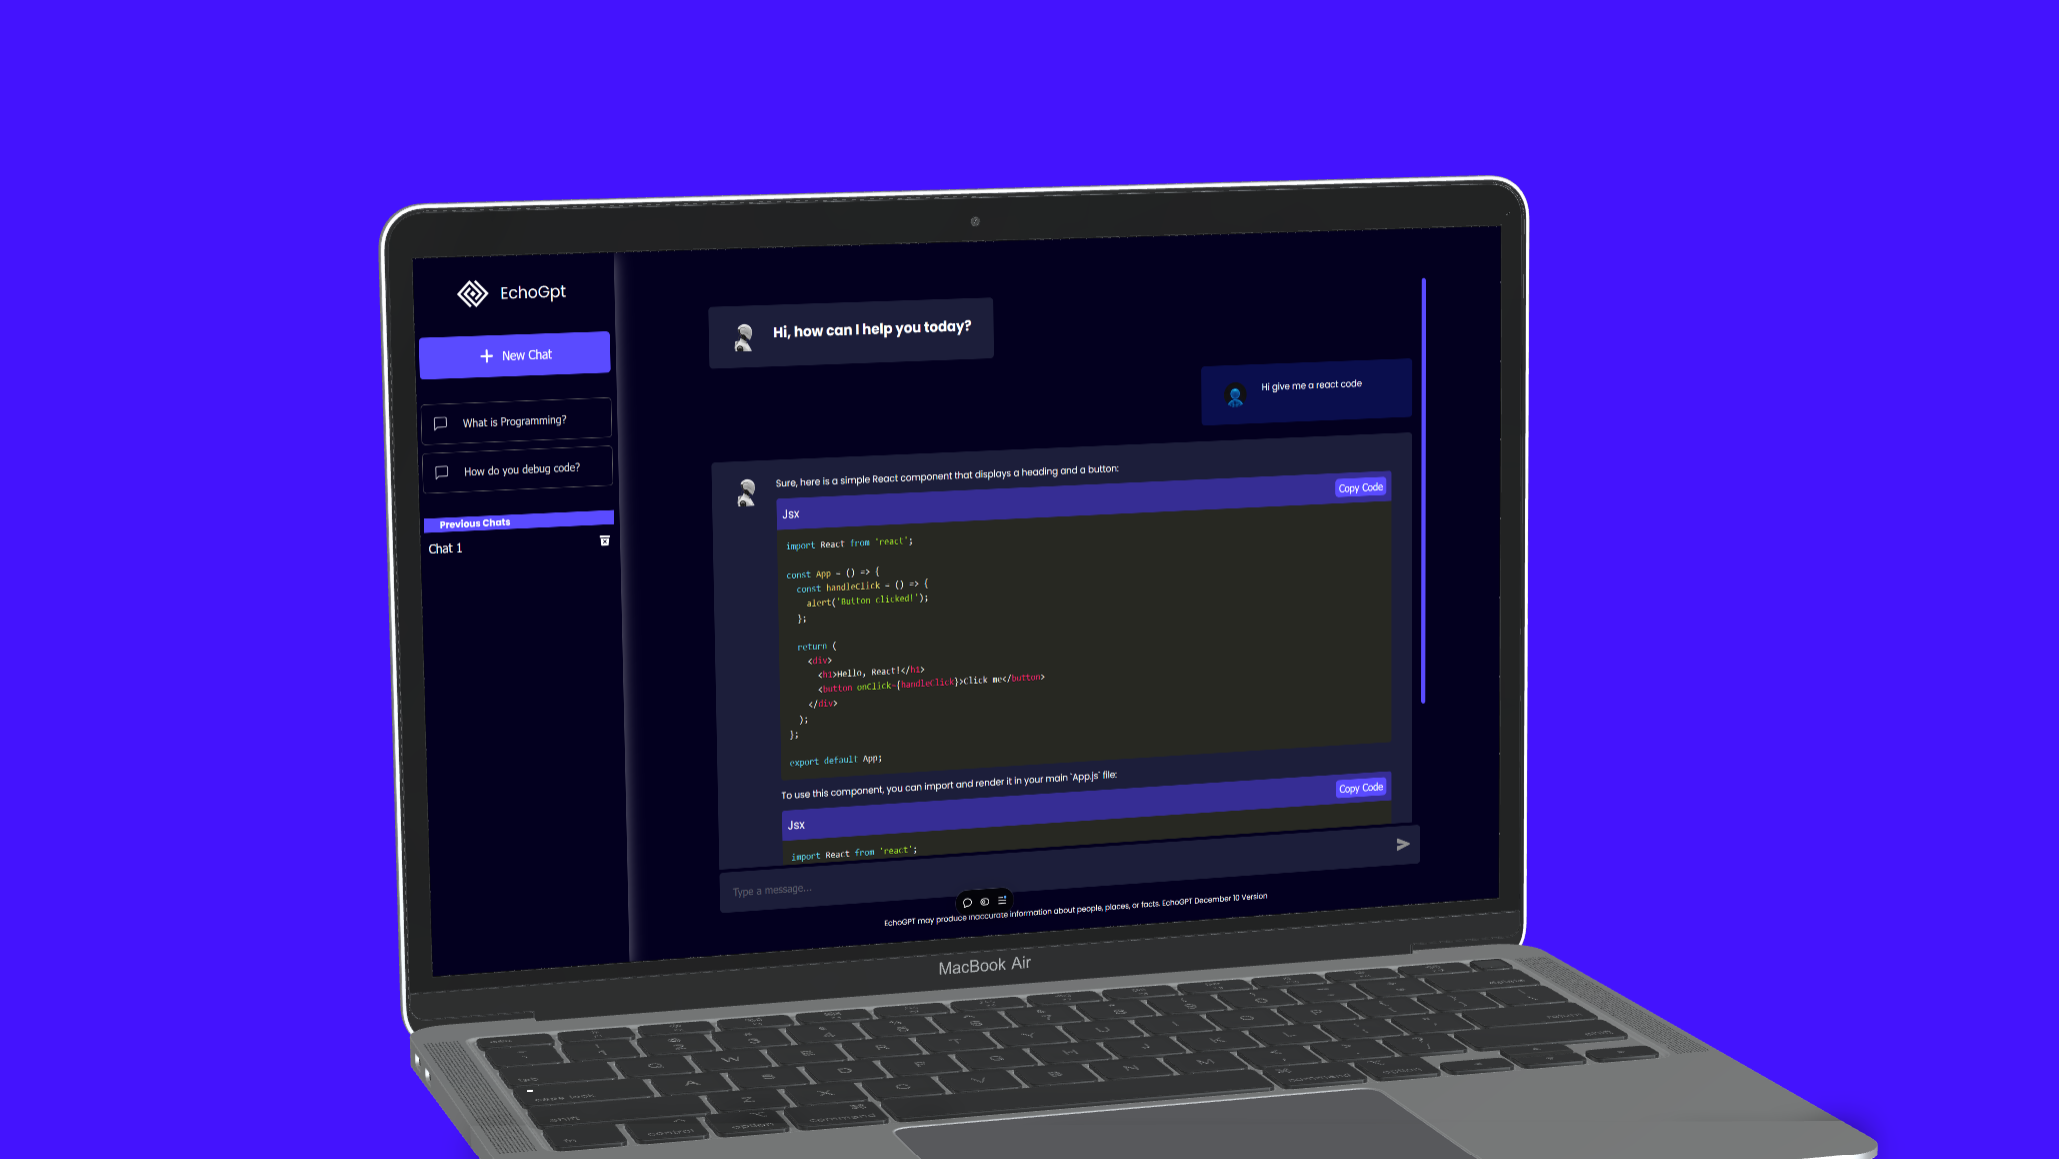 EchoGpt
New Chat
What is Programming?
How do you debug code?
Previous Chats
Chat 1
Hi, how can I help you today?
Hi give me a react code
Sure, here is a simple React component that displays a heading and a button:
Jsx
Copy Code
import React from 'react';
const App = () => {
const handleClick = () => {
alert('Button clicked!');
};
return (
<div>
<h1>Hello, React!</h1>
<button onClick={handleClick}>Click me</button>
</div>
);
};
export default App;
To use this component, you can import and render it in your main `App.js` file:
Jsx
Copy Code
import React from 'react';
Type a message...
EchoGPT may produce inaccurate information about people, places, or facts. EchoGPT December 10 Version
MacBook Air